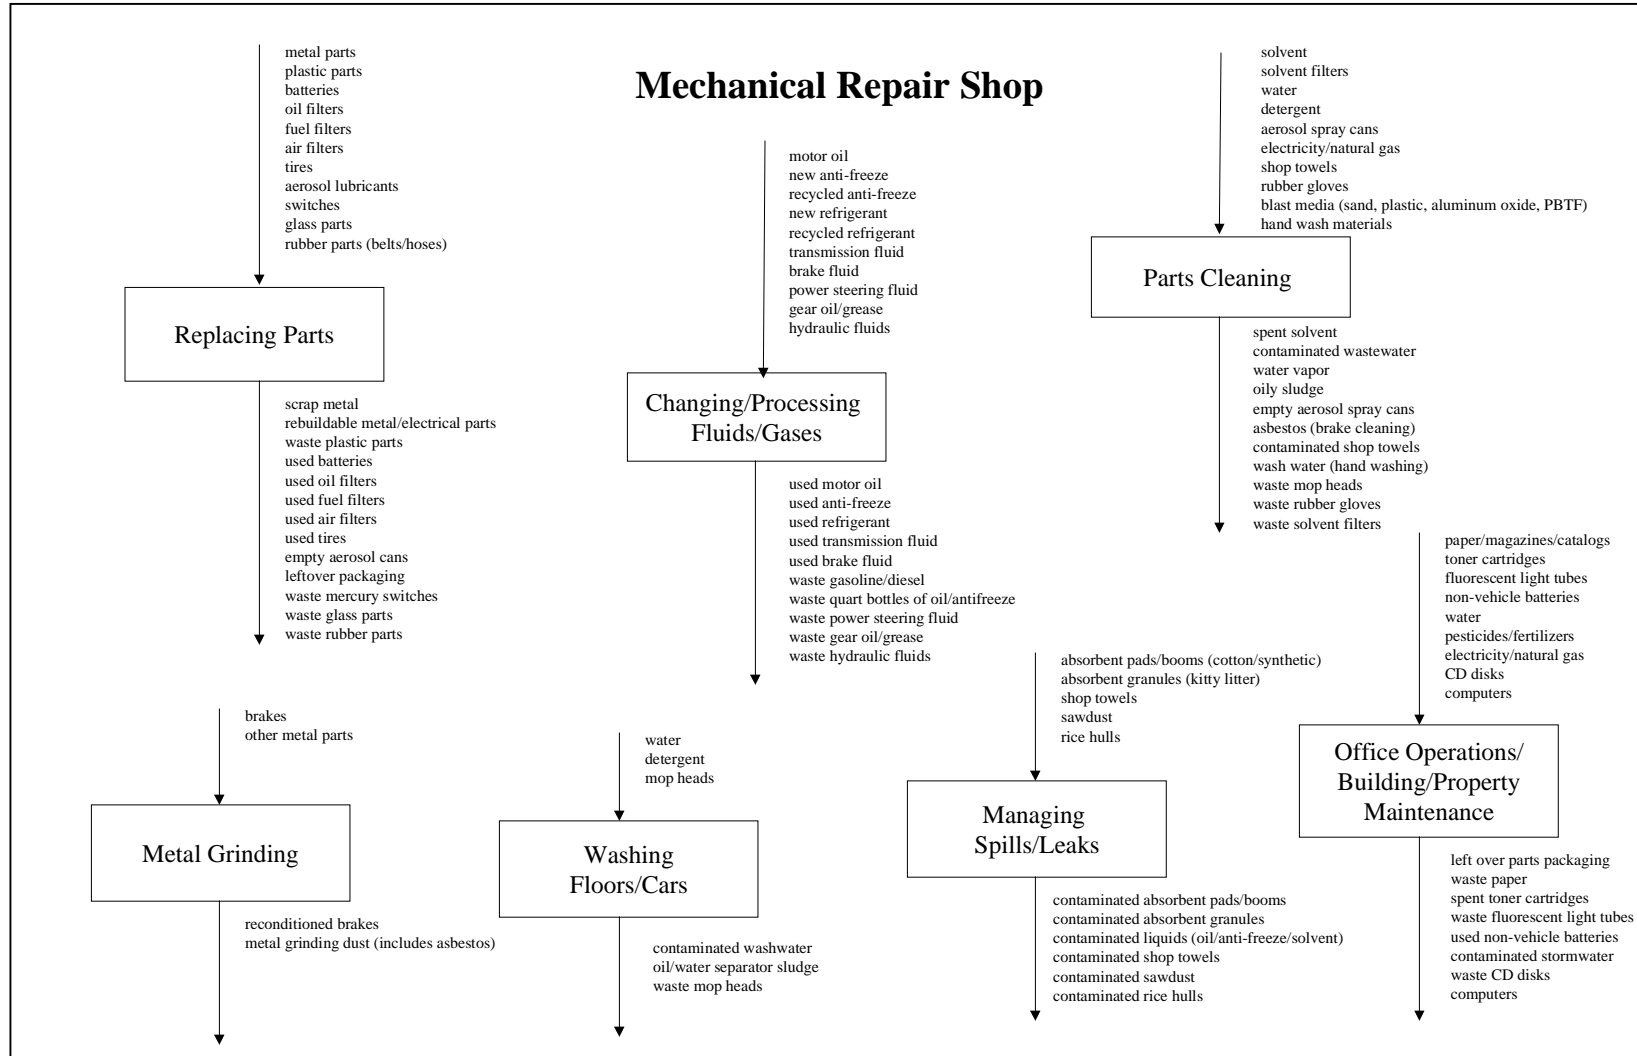 Mechanical Repair Shop
metal parts
plastic parts
batteries
oil filters
fuel filters
air filters
tires
aerosol lubricants
switches
glass parts
rubber parts (belts/hoses)
Replacing Parts
scrap metal
rebuildable metal/electrical parts
waste plastic parts
used batteries
used oil filters
used fuel filters
used air filters
used tires
empty aerosol cans
leftover packaging
waste mercury switches
waste glass parts
waste rubber parts
motor oil
new anti-freeze
recycled anti-freeze
new refrigerant
recycled refrigerant
transmission fluid
brake fluid
power steering fluid
gear oil/grease
hydraulic fluids
Changing/Processing
Fluids/Gases
used motor oil
used anti-freeze
used refrigerant
used transmission fluid
used brake fluid
waste gasoline/diesel
waste quart bottles of oil/antifreeze
waste power steering fluid
waste gear oil/grease
waste hydraulic fluids
solvent
solvent filters
water
detergent
aerosol spray cans
electricity/natural gas
shop towels
rubber gloves
blast media (sand, plastic, aluminum oxide, PBTF)
hand wash materials
Parts Cleaning
spent solvent
contaminated wastewater
water vapor
oily sludge
empty aerosol spray cans
asbestos (brake cleaning)
contaminated shop towels
wash water (hand washing)
waste mop heads
waste rubber gloves
waste solvent filters
brakes
other metal parts
Metal Grinding
reconditioned brakes
metal grinding dust (includes asbestos)
water
detergent
mop heads
Washing
Floors/Cars
contaminated washwater
oil/water separator sludge
waste mop heads
absorbent pads/booms (cotton/synthetic)
absorbent granules (kitty litter)
shop towels
sawdust
rice hulls
Managing
Spills/Leaks
contaminated absorbent pads/booms
contaminated absorbent granules
contaminated liquids (oil/anti-freeze/solvent)
contaminated shop towels
contaminated sawdust
contaminated rice hulls
paper/magazines/catalogs
toner cartridges
fluorescent light tubes
non-vehicle batteries
water
pesticides/fertilizers
electricity/natural gas
CD disks
computers
Office Operations/
Building/Property
Maintenance
left over parts packaging
waste paper
spent toner cartridges
waste fluorescent light tubes
used non-vehicle batteries
contaminated stormwater
waste CD disks
computers